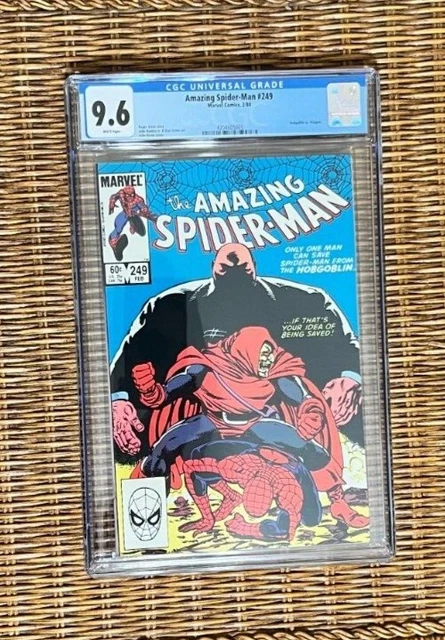 CGC UNIVERSAL GRADE
9.6
WHITE Pages
Amazing Spider-Man #249
Marvel Comics, 2/84
MARVEL
60¢
249
FEB
the AMAZING
SPIDER-MAN
ONLY ONE MAN
CAN SAVE
SPIDER-MAN FROM
THE HOBGOBLIN.
...IF THAT'S
YOUR IDEA OF
BEING SAVED!